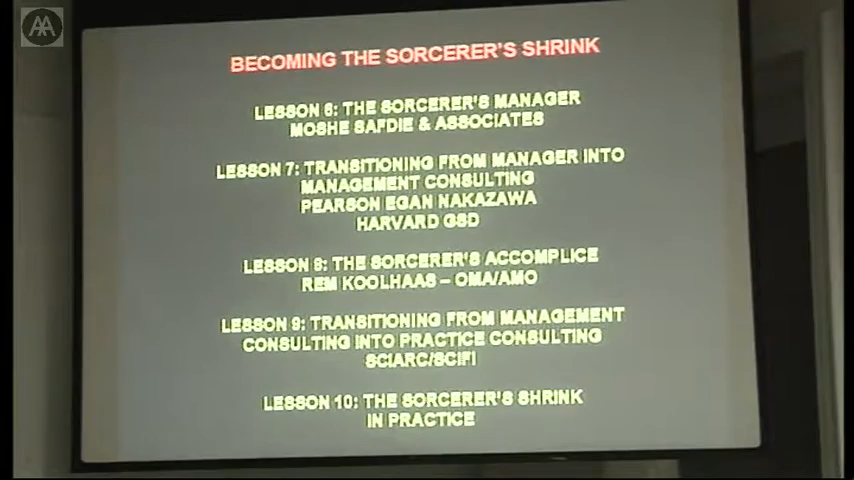 AA
BECOMING THE SORCERER'S SHRINK
LESSON 6: THE SORCERER'S MANAGER
MOSHE SAFDIE & ASSOCIATES
LESSON 7: TRANSITIONING FROM MANAGER INTO
MANAGEMENT CONSULTING
PEARSON EGAN NAKAZAWA
HARVARD GSD
LESSON 8: THE SORCERER'S ACCOMPLICE
REM KOOLHAAS – OMA/AMO
LESSON 9: TRANSITIONING FROM MANAGEMENT
CONSULTING INTO PRACTICE CONSULTING
SCIARC/SCIFI
LESSON 10: THE SORCERER'S SHRINK
IN PRACTICE